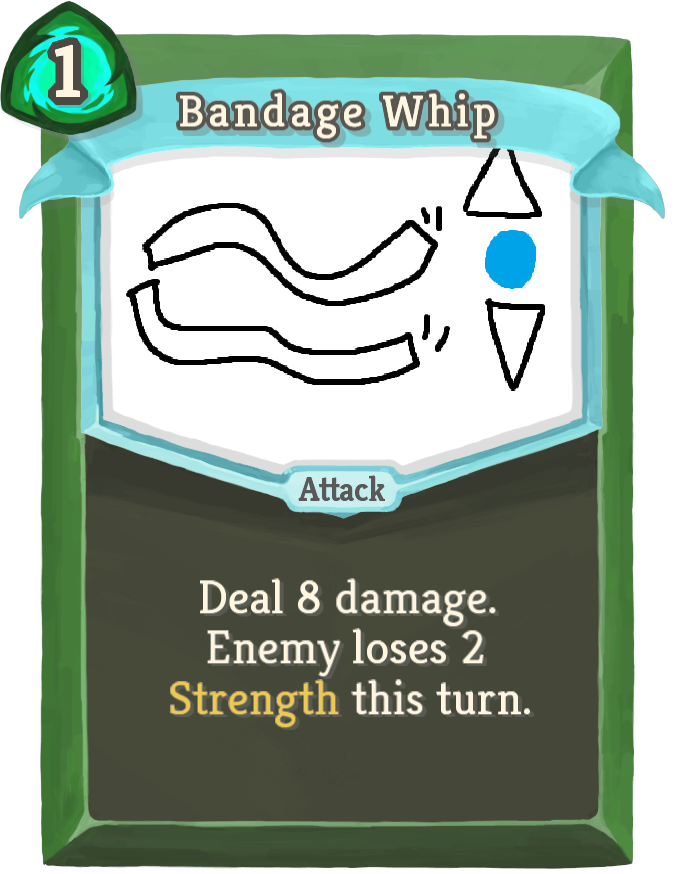 1
Bandage Whip
Attack
Deal 8 damage.
Enemy loses 2
Strength this turn.